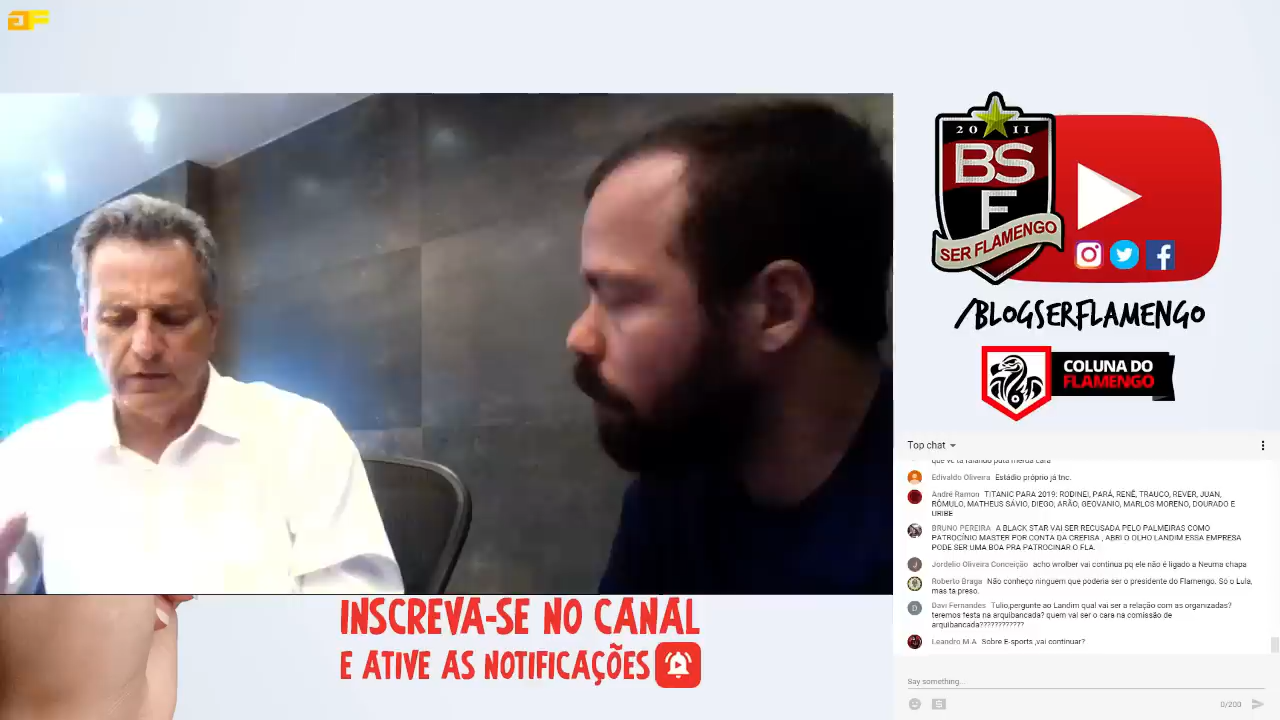 GF
20 11
BS
F
SER FLAMENGO
/BLOGSERFLAMENGO
COLUNA DO
FLAMENGO
Top chat
Edivaldo Oliveira Estádio próprio já tnc.
André Ramon TITANIC PARA 2019: RODINEI, PARÁ, RENÊ, TRAUCO, REVER, JUAN,
RÔMULO, MATHEUS SÁVIO, DIEGO, ARÃO, GEOVANIO, MARLOS MORENO, DOURADO E
URIBE
BRUNO PEREIRA A BLACK STAR VAI SER RECUSADA PELO PALMEIRAS COMO
PATROCÍNIO MASTER POR CONTA DA CREFISA , ABRI O OLHO LANDIM ESSA EMPRESA
PODE SER UMA BOA PRA PATROCINAR O FLA.
Jordelio Oliveira Conceição acho wrolber vai continua pq ele não é ligado a Neuma chapa
Roberto Braga Não conheço ninguem que poderia ser o presidente do Flamengo. Só o Lula,
mas ta preso.
D Davi Fernandes Tulio,pergunte ao Landim qual vai ser a relação com as organizadas?
teremos festa na arquibancada? quem vai ser o cara na comissão de
arquibancada????????????
Leandro M.A Sobre E-sports ,vai continuar?
Say something...
0/200
INSCREVA-SE NO CANAL
E ATIVE AS NOTIFICAÇÕES